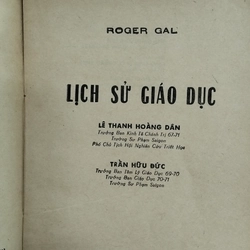 ROGER GAL
LỊCH SỬ GIÁO DỤC
LÊ THANH HOÀNG DÂN
Trưởng Ban Kinh Tế Chánh Trị 67-71
Trường Sư Phạm Saigon
Phó Chủ Tịch Hội Nghiên Cứu Triết Học
TRẦN HỮU ĐỨC
Trưởng Ban Tâm Lý Giáo Dục 69-70
Trưởng Ban Giáo Dục 70-71
Trường Sư Phạm Saigon